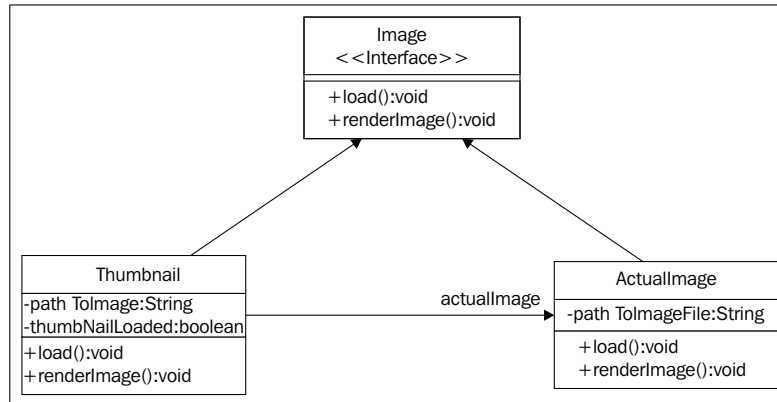 Image
<<Interface>>
+load():void
+renderImage():void
Thumbnail
-path ToImage:String
-thumbNailLoaded:boolean
+load():void
+renderImage():void
actualImage
ActualImage
-path ToImageFile:String
+load():void
+renderImage():void